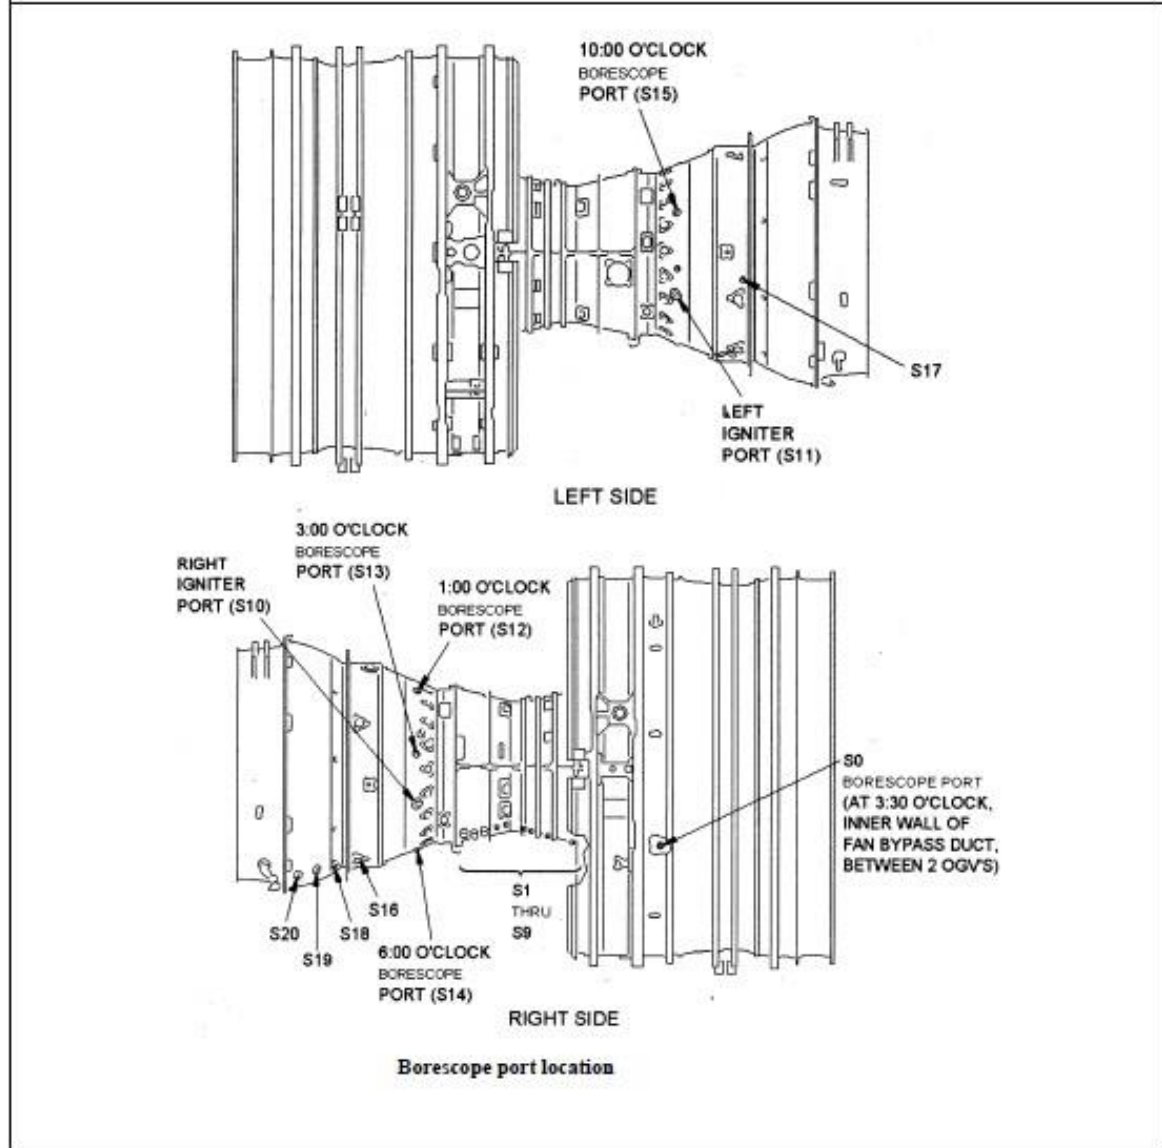 10:00 O'CLOCK
BORESCOPE
PORT (S15)
S17
LEFT
IGNITER
PORT (S11)
LEFT SIDE
3:00 O'CLOCK
BORESCOPE
PORT (S13)
RIGHT
IGNITER
PORT (S10)
1:00 O'CLOCK
BORESCOPE
PORT (S12)
S0
BORESCOPE PORT
(AT 3:30 O'CLOCK,
INNER WALL OF
FAN BYPASS DUCT,
BETWEEN 2 OGV'S)
S1
THRU
S9
S16
S18
S19
S20
6:00 O'CLOCK
BORESCOPE
PORT (S14)
RIGHT SIDE
Borescope port location